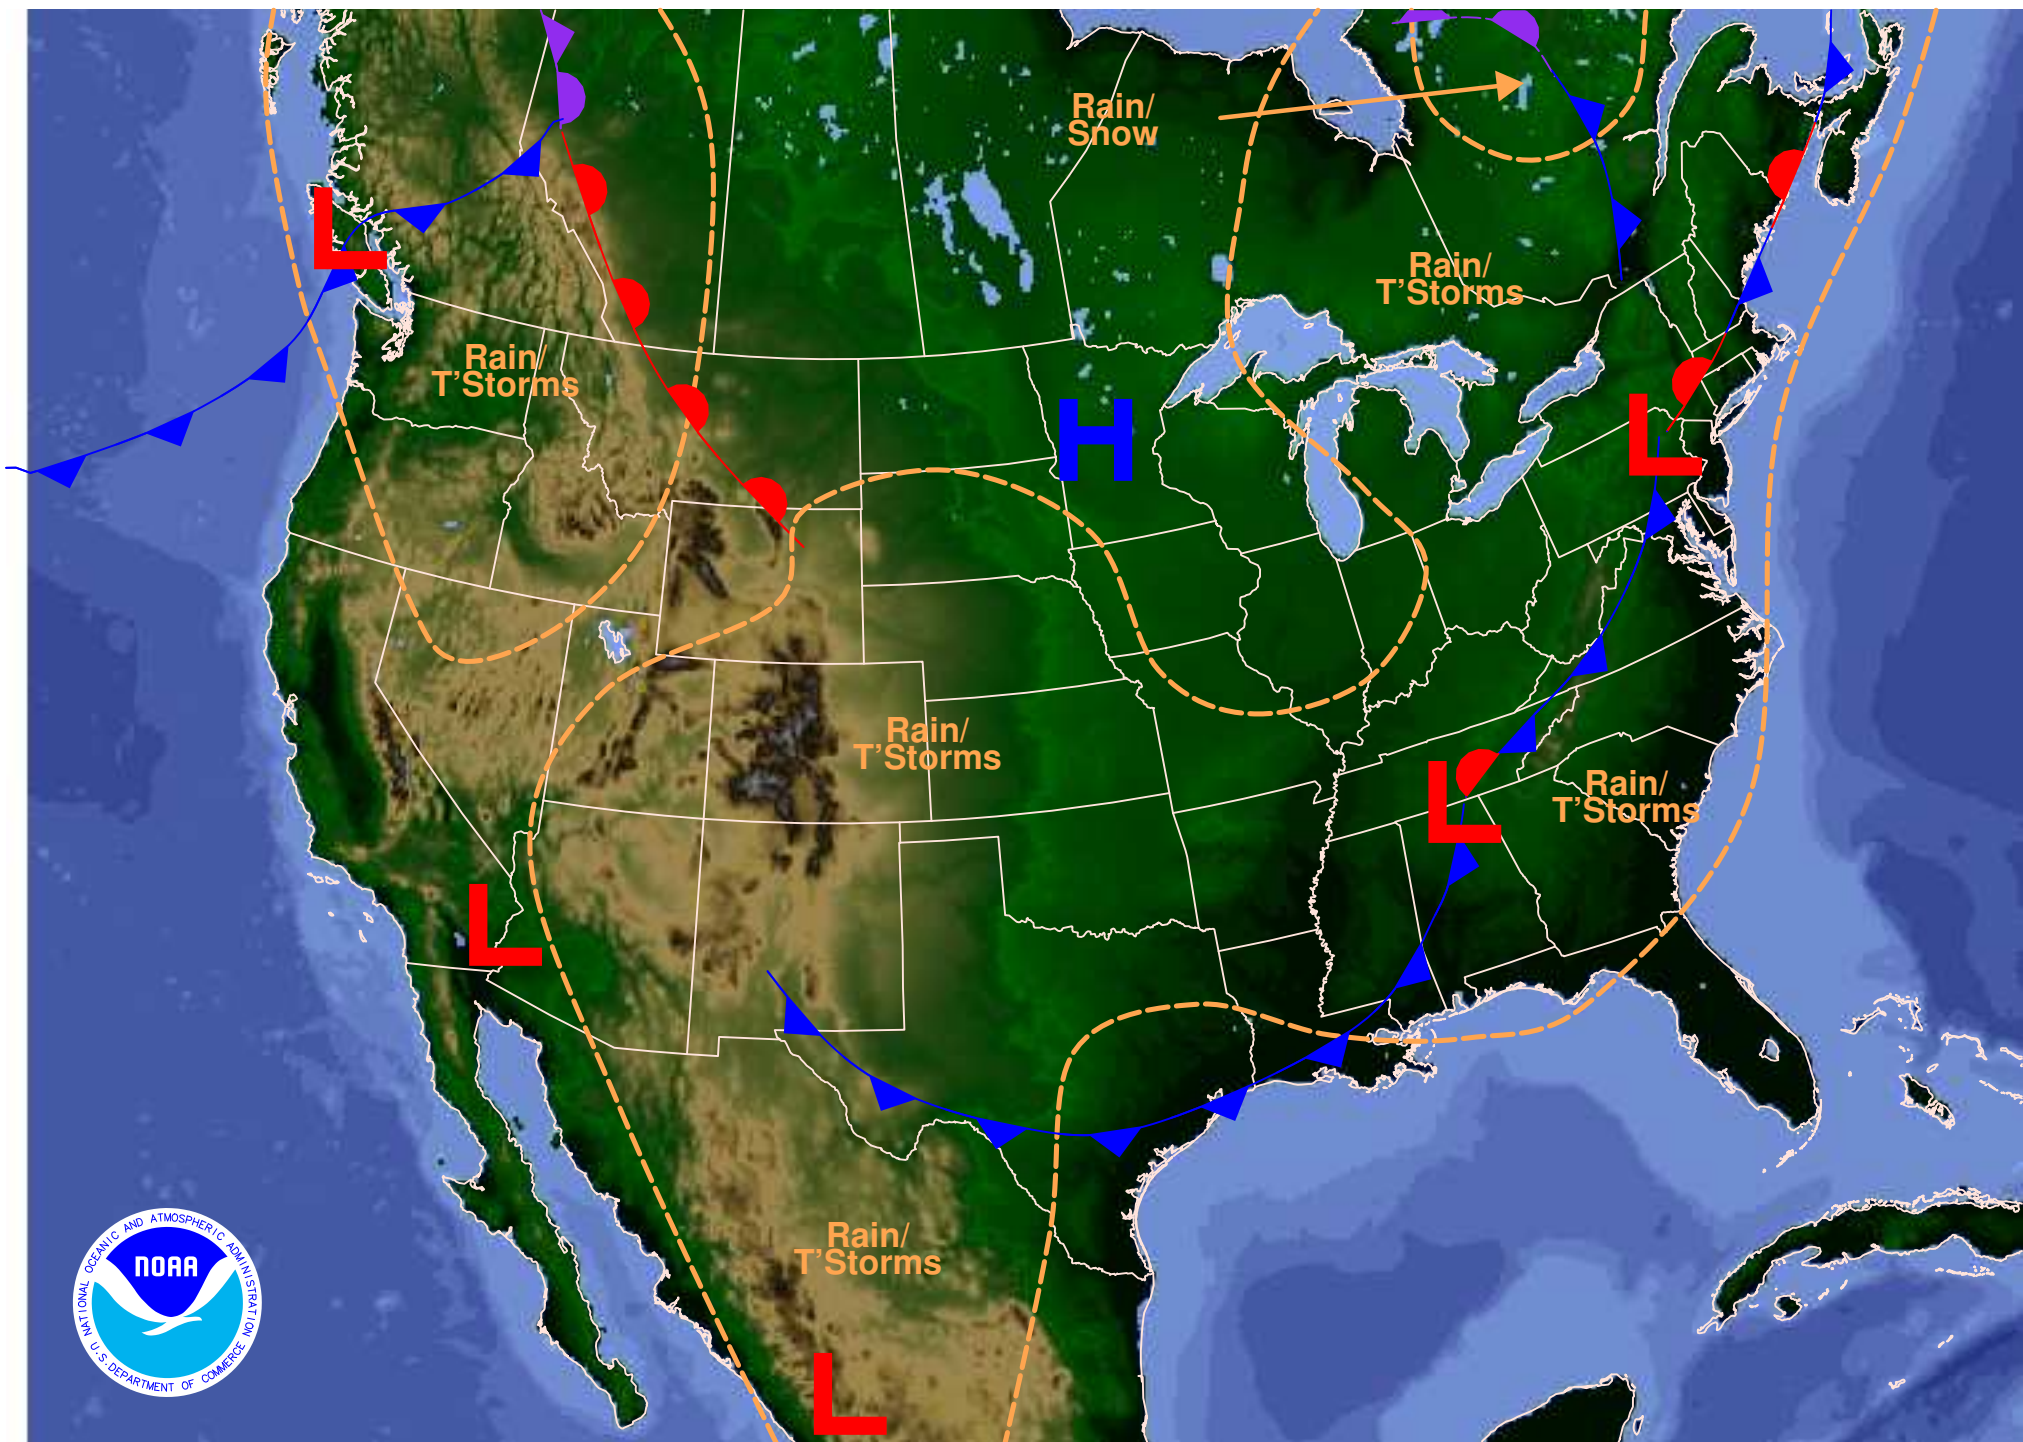 Rain/
Snow
Rain/
T'Storms
Rain/
T'Storms
H
L
L
Rain/
T'Storms
Rain/
T'Storms
L
L
Rain/
T'Storms
L
NATIONAL OCEANIC AND ATMOSPHERIC ADMINISTRATION
NOAA
U.S. DEPARTMENT OF COMMERCE